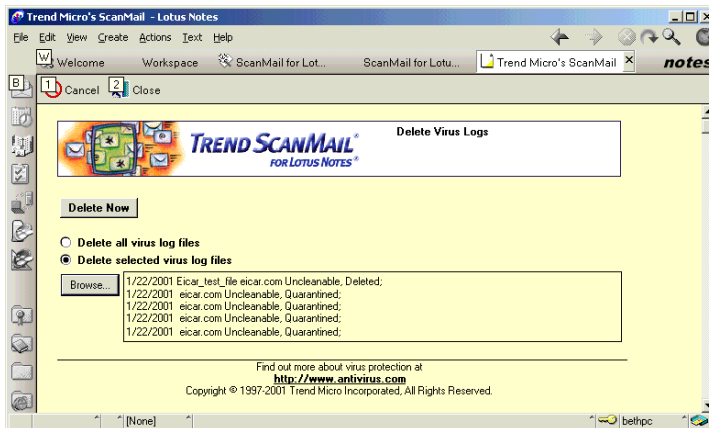 Trend Micro's ScanMail - Lotus Notes
File Edit View Create Actions Text Help
W Welcome Workspace ScanMail for Lot... ScanMail for Lotu... Trend Micro's ScanMail notes
B 1 Cancel 2 Close
Delete Virus Logs
TREND SCANMAIL®
FOR LOTUS NOTES®
Delete Now
Delete all virus log files
Delete selected virus log files
Browse...
1/22/2001 Eicar_test_file eicar.com Uncleanable, Deleted;
1/22/2001 eicar.com Uncleanable, Quarantined;
1/22/2001 eicar.com Uncleanable, Quarantined;
1/22/2001 eicar.com Uncleanable, Quarantined;
1/22/2001 eicar.com Uncleanable, Quarantined;
Find out more about virus protection at
http://www.antivirus.com
Copyright © 1997-2001 Trend Micro Incorporated, All Rights Reserved.
[None] bethpc